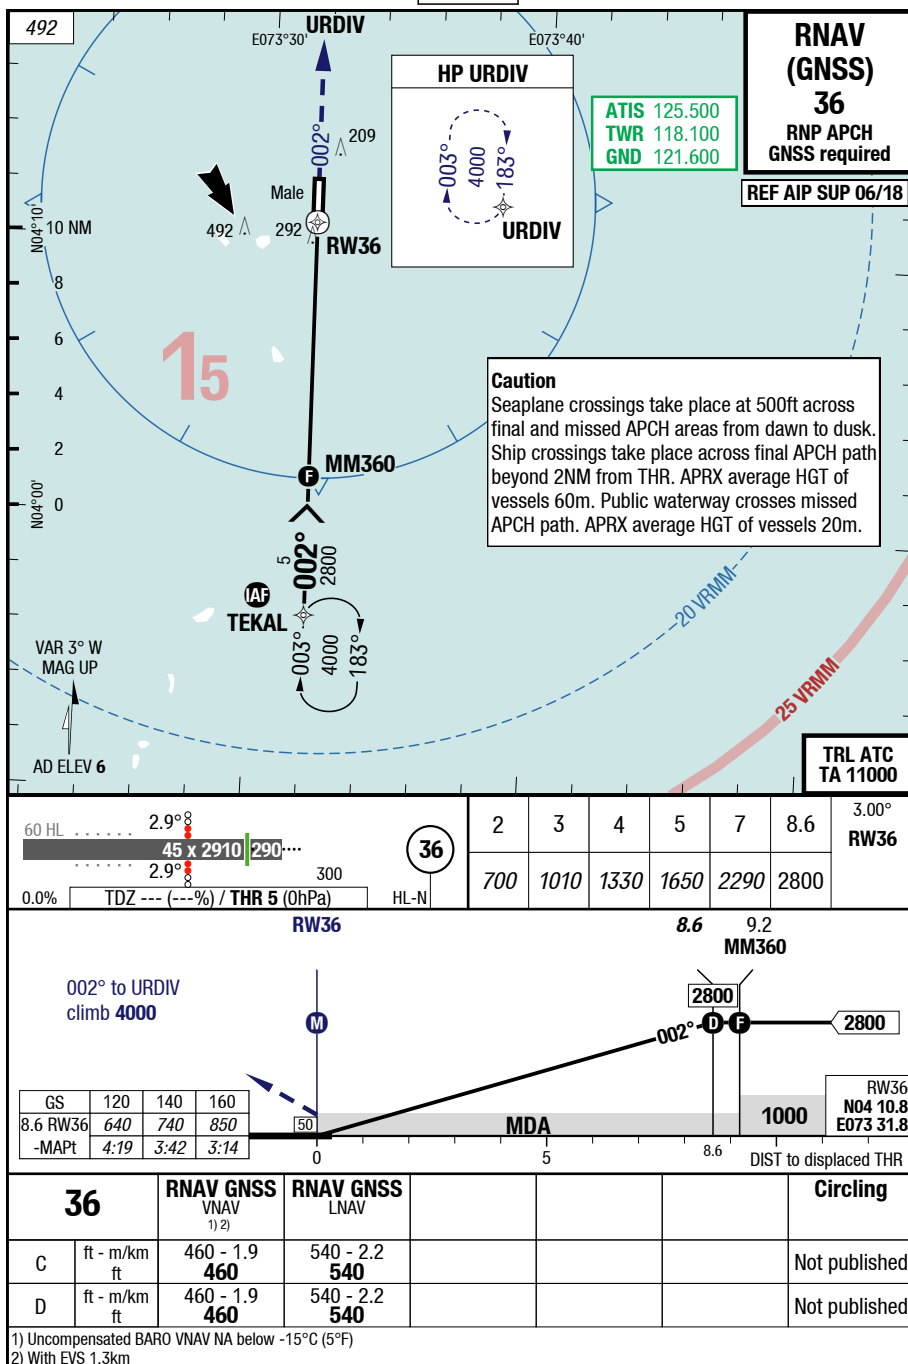 492
URDIV
E073°30'
E073°40'
RNAV
(GNSS)
36
RNP APCH
GNSS required
HP URDIV
003°
4000
183°
URDIV
ATIS 125.500
TWR 118.100
GND 121.600
REF AIP SUP 06/18
002°
209
Male
N04°10'
10 NM
492
292
RW36
8
6
4
2
0
15
Caution
Seaplane crossings take place at 500ft across
final and missed APCH areas from dawn to dusk.
Ship crossings take place across final APCH path
beyond 2NM from THR. APRX average HGT of
vessels 60m. Public waterway crosses missed
APCH path. APRX average HGT of vessels 20m.
F
MM360
N04°00'
5
002°
2800
IAF
TEKAL
003°
4000
183°
20 VRMM
25 VRMM
VAR 3° W
MAG UP
AD ELEV 6
TRL ATC
TA 11000
60 HL
2.9°
45 x 2910
290
2.9°
300
0.0%
TDZ --- (---%) / THR 5 (0hPa)
36
HL-N
2 3 4 5 7 8.6
700 1010 1330 1650 2290 2800
3.00°
RW36
RW36
8.6
9.2
MM360
002° to URDIV
climb 4000
M
2800
002°
D
F
2800
GS 120 140 160
8.6 RW36 640 740 850
-MAPt 4:19 3:42 3:14
50
MDA
1000
RW36
N04 10.8
E073 31.8
0
5
8.6
DIST to displaced THR
36
RNAV GNSS
VNAV
1) 2)
RNAV GNSS
LNAV
Circling
C
ft - m/km
ft
460 - 1.9
460
540 - 2.2
540
Not published
D
ft - m/km
ft
460 - 1.9
460
540 - 2.2
540
Not published
1) Uncompensated BARO VNAV NA below -15°C (5°F)
2) With EVS 1.3km